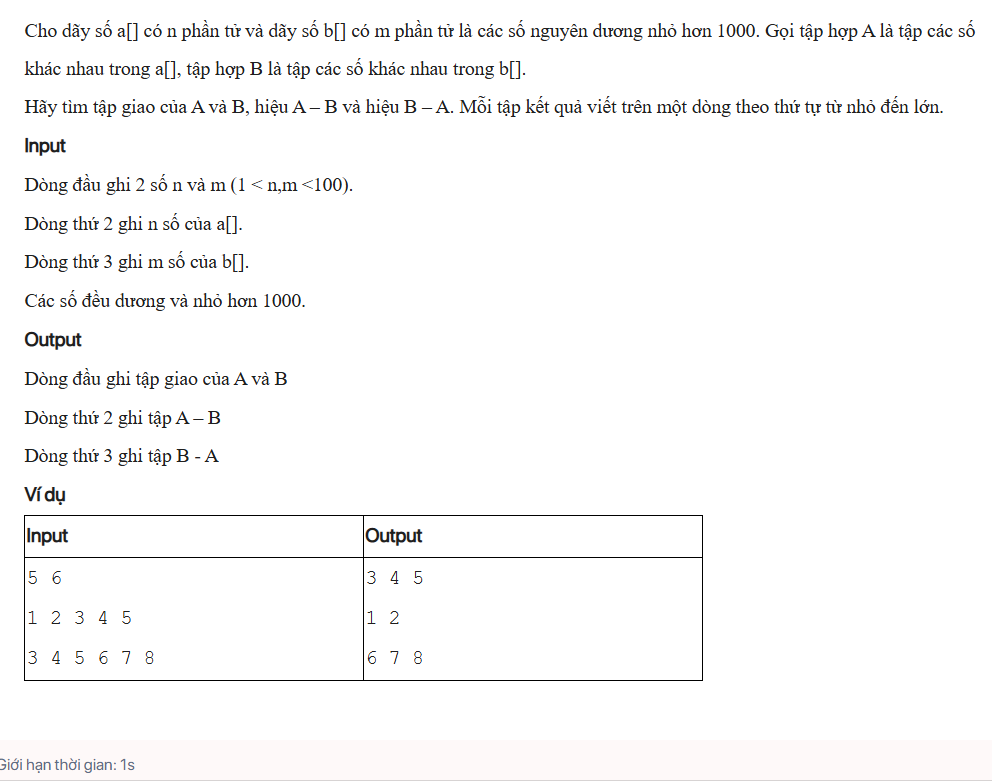 Cho dãy số a[] có n phần tử và dãy số b[] có m phần tử là các số nguyên dương nhỏ hơn 1000. Gọi tập hợp A là tập các số
khác nhau trong a[], tập hợp B là tập các số khác nhau trong b[].
Hãy tìm tập giao của A và B, hiệu A – B và hiệu B – A. Mỗi tập kết quả viết trên một dòng theo thứ tự từ nhỏ đến lớn.
Input
Dòng đầu ghi 2 số n và m (1 < n,m <100).
Dòng thứ 2 ghi n số của a[].
Dòng thứ 3 ghi m số của b[].
Các số đều dương và nhỏ hơn 1000.
Output
Dòng đầu ghi tập giao của A và B
Dòng thứ 2 ghi tập A – B
Dòng thứ 3 ghi tập B - A
Ví dụ
Input Output
5 6 3 4 5
1 2 3 4 5 1 2
3 4 5 6 7 8 6 7 8
Giới hạn thời gian: 1s